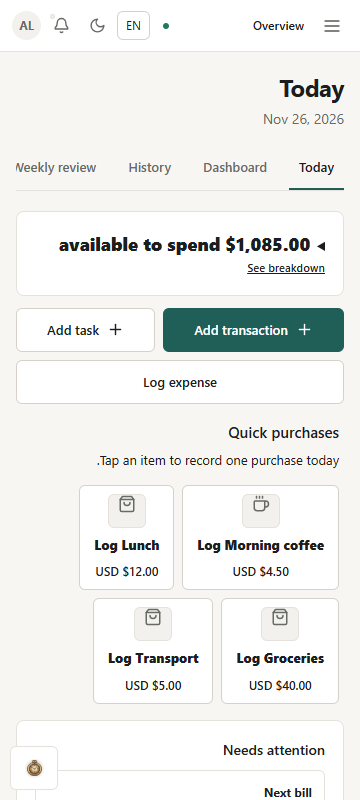 Overview
EN
AL
Today
Nov 26, 2026
Today
Dashboard
History
Weekly review
available to spend $1,085.00
See breakdown
Add transaction
Add task
Log expense
Quick purchases
.Tap an item to record one purchase today
Log Morning coffee
USD $4.50
Log Lunch
USD $12.00
Log Groceries
USD $40.00
Log Transport
USD $5.00
Needs attention
Next bill